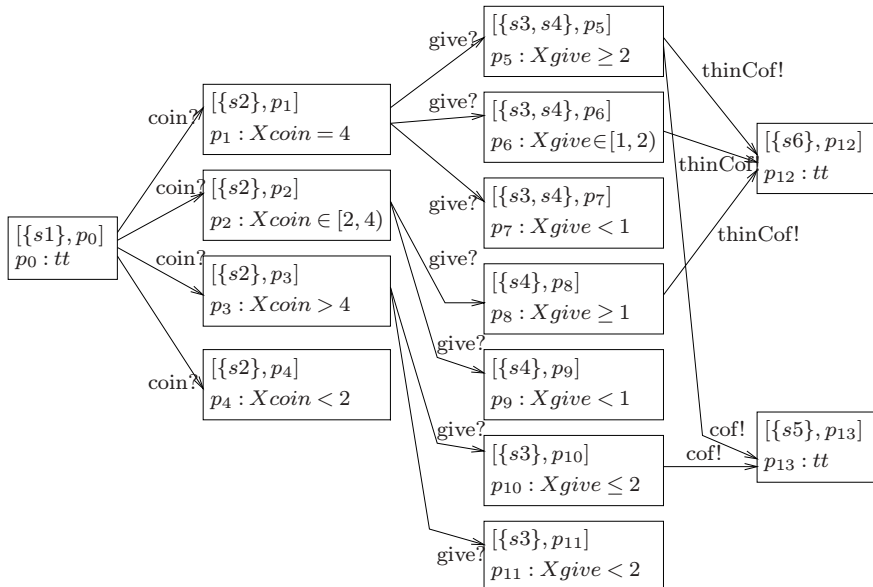 [{s1}, p₀]
p₀ : tt
coin?
coin?
coin?
coin?
[{s2}, p₁]
p₁ : Xcoin = 4
[{s2}, p₂]
p₂ : Xcoin ∈ [2, 4)
[{s2}, p₃]
p₃ : Xcoin > 4
[{s2}, p₄]
p₄ : Xcoin < 2
give?
give?
give?
give?
give?
give?
give?
[{s3, s4}, p₅]
p₅ : Xgive ≥ 2
[{s3, s4}, p₆]
p₆ : Xgive∈[1, 2)
[{s3, s4}, p₇]
p₇ : Xgive < 1
[{s4}, p₈]
p₈ : Xgive ≥ 1
[{s4}, p₉]
p₉ : Xgive < 1
[{s3}, p₁₀]
p₁₀ : Xgive ≤ 2
[{s3}, p₁₁]
p₁₁ : Xgive < 2
thinCof!
thinCof!
thinCof!
cof!
cof!
[{s6}, p₁₂]
p₁₂ : tt
[{s5}, p₁₃]
p₁₃ : tt